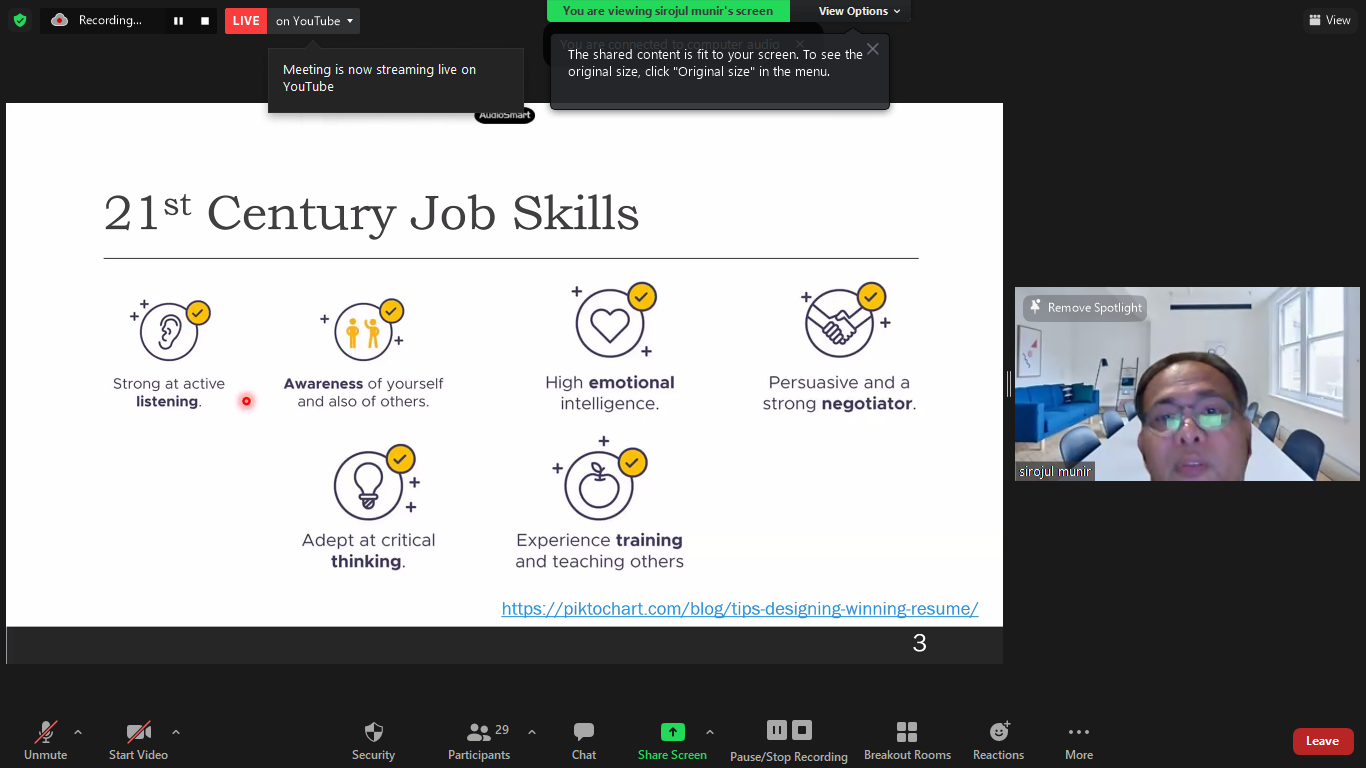 Recording...
LIVE
on YouTube
You are viewing sirojul munir's screen
View Options
View
You are connected to computer audio
Meeting is now streaming live on
YouTube
The shared content is fit to your screen. To see the
original size, click "Original size" in the menu.
AudioSmart
21st Century Job Skills
Strong at active
listening.
Awareness of yourself
and also of others.
High emotional
intelligence.
Persuasive and a
strong negotiator.
Adept at critical
thinking.
Experience training
and teaching others
https://piktochart.com/blog/tips-designing-winning-resume/
3
Remove Spotlight
sirojul munir
Unmute
Start Video
Security
29
Participants
Chat
Share Screen
Pause/Stop Recording
Breakout Rooms
Reactions
More
Leave